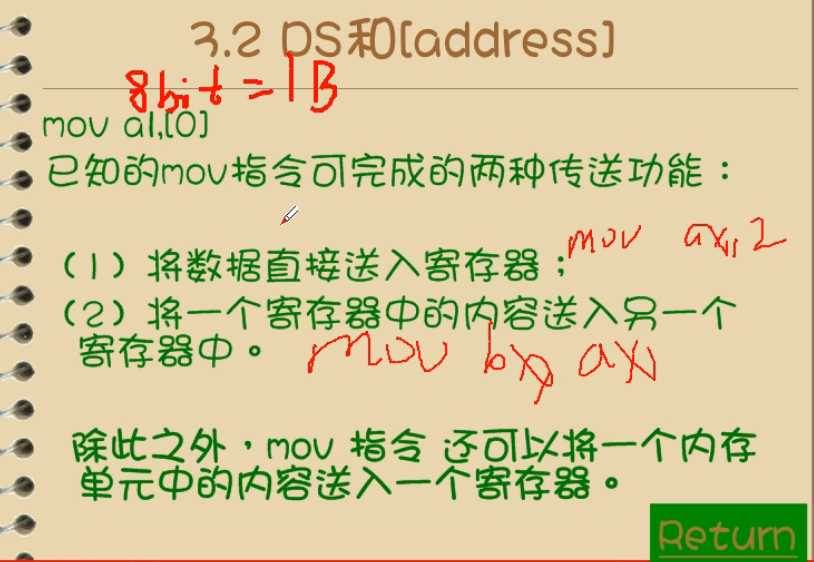 3.2 DS和[address]
8bit=1B
mov al,[0]
已知的mov指令可完成的两种传送功能：
（1）将数据直接送入寄存器；
mov ax, 2
（2）将一个寄存器中的内容送入另一个
寄存器中。
mov bx, ax
除此之外，mov 指令 还可以将一个内存
单元中的内容送入一个寄存器。
Return